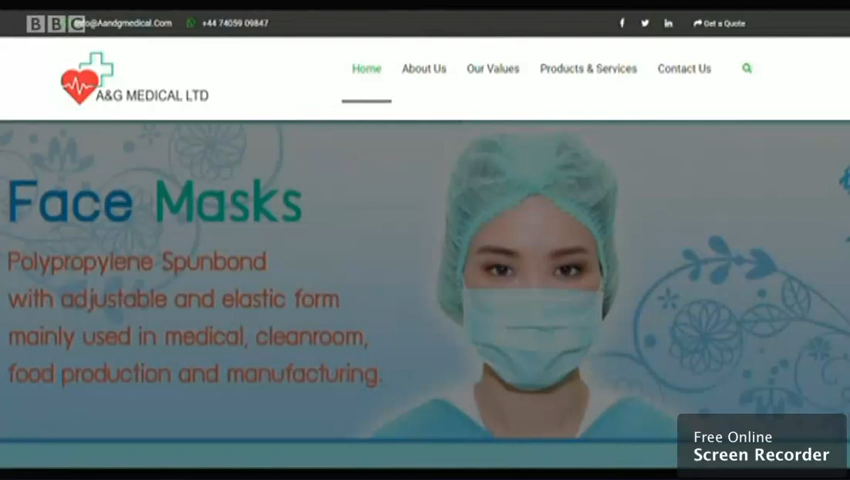 BBC
@Aandgmedical.Com
+44 74059 09847
Get a Quote
A&G MEDICAL LTD
Home
About Us
Our Values
Products & Services
Contact Us
Face Masks
Polypropylene Spunbond
with adjustable and elastic form
mainly used in medical, cleanroom,
food production and manufacturing.
Free Online
Screen Recorder